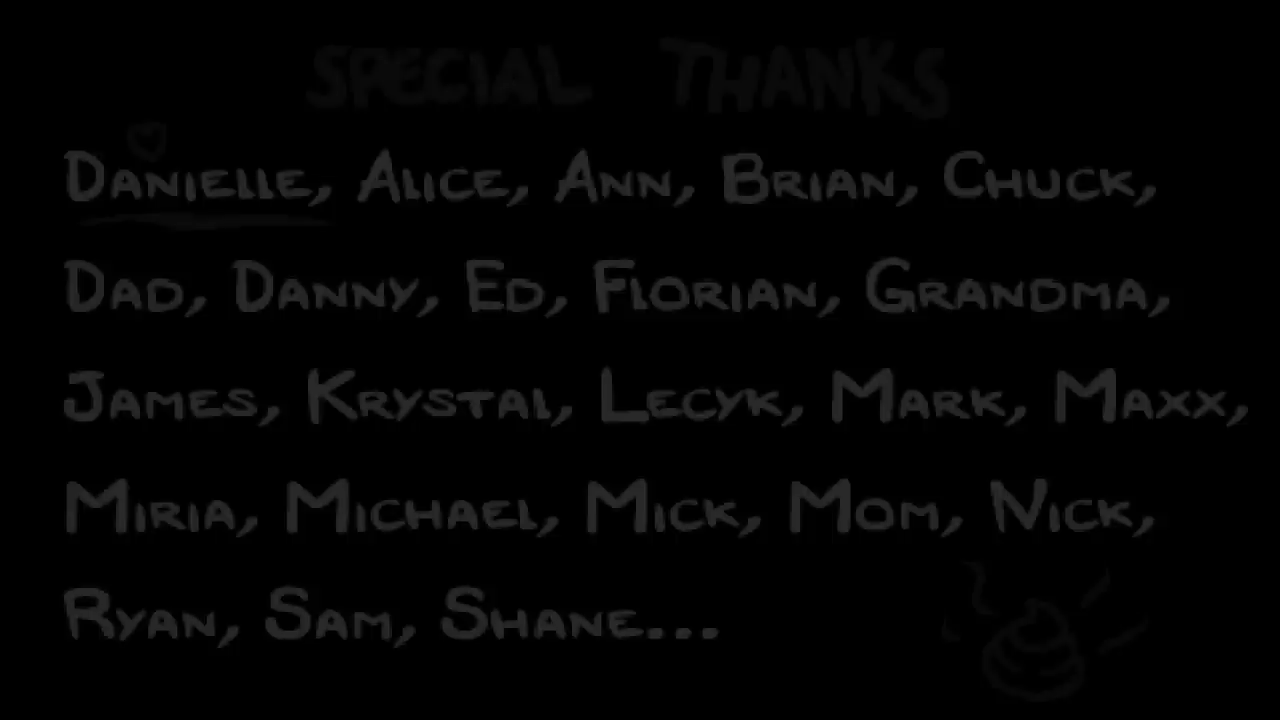 SPECIAL THANKS
DANIELLE, ALICE, ANN, BRIAN, CHUCK,
DAD, DANNY, ED, FLORIAN, GRANDMA,
JAMES, KRYSTAL, LECYK, MARK, MAXX,
MIRIA, MICHAEL, MICK, MOM, NICK,
RYAN, SAM, SHANE...